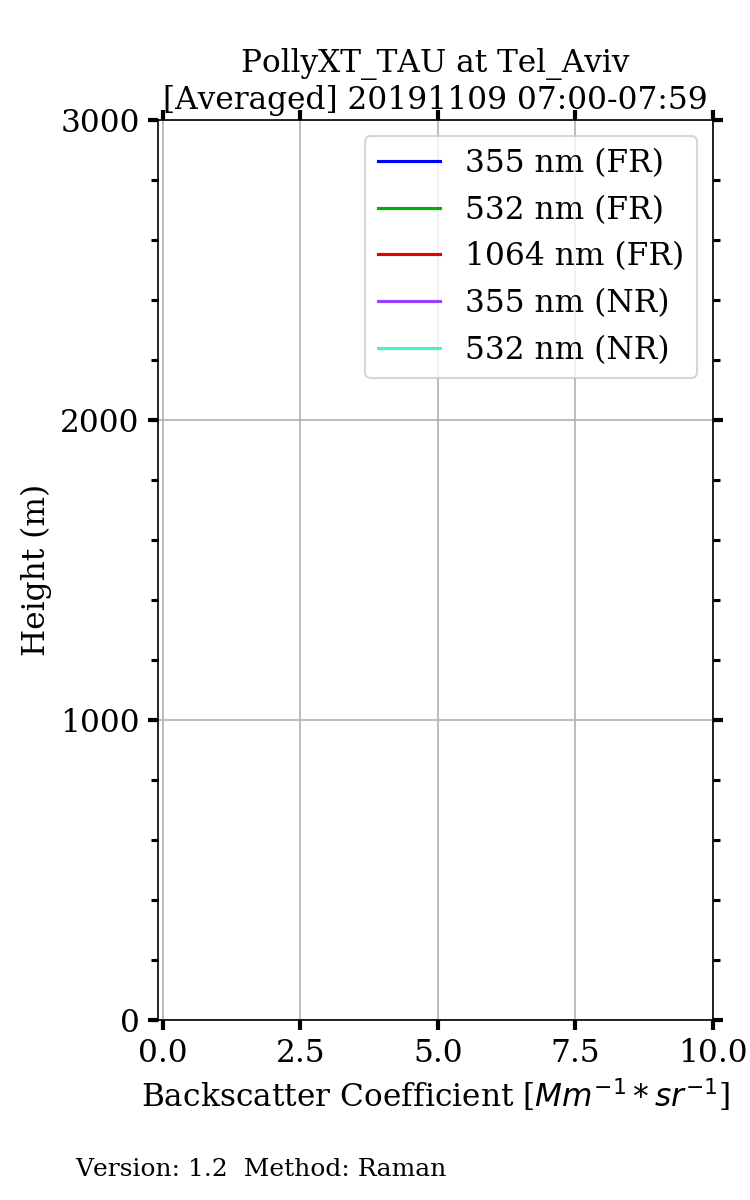 PollyXT_TAU at Tel_Aviv
[Averaged] 20191109 07:00-07:59
3000
355 nm (FR)
532 nm (FR)
1064 nm (FR)
355 nm (NR)
532 nm (NR)
2000
Height (m)
1000
0
0.0 2.5 5.0 7.5 10.0
Backscatter Coefficient [Mm⁻¹ * sr⁻¹]
Version: 1.2 Method: Raman